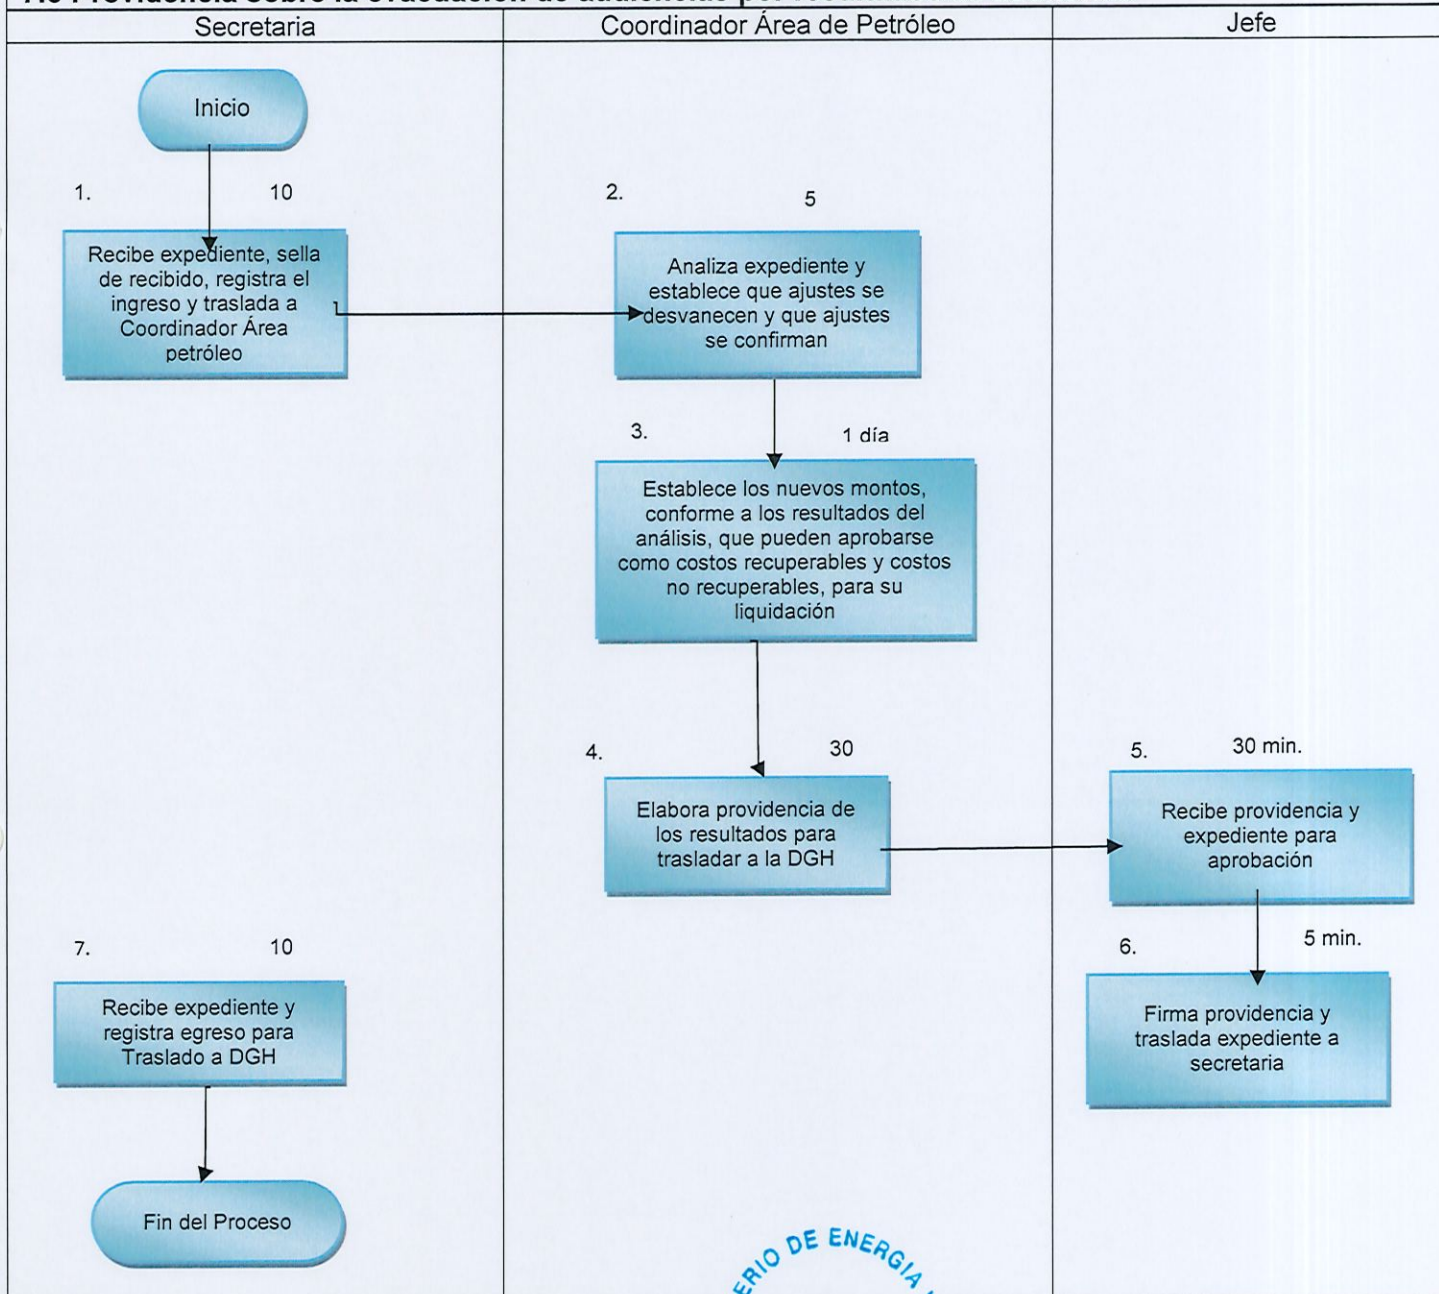 Secretaria
Coordinador Área de Petróleo
Jefe
Inicio
1.
10
Recibe expediente, sella
de recibido, registra el
ingreso y traslada a
Coordinador Área
petróleo
2.
5
Analiza expediente y
establece que ajustes se
desvanecen y que ajustes
se confirman
3.
1 día
Establece los nuevos montos,
conforme a los resultados del
análisis, que pueden aprobarse
como costos recuperables y costos
no recuperables, para su
liquidación
4.
30
Elabora providencia de
los resultados para
trasladar a la DGH
5.
30 min.
Recibe providencia y
expediente para
aprobación
6.
5 min.
Firma providencia y
traslada expediente a
secretaria
7.
10
Recibe expediente y
registra egreso para
Traslado a DGH
Fin del Proceso
DE ENERGIA